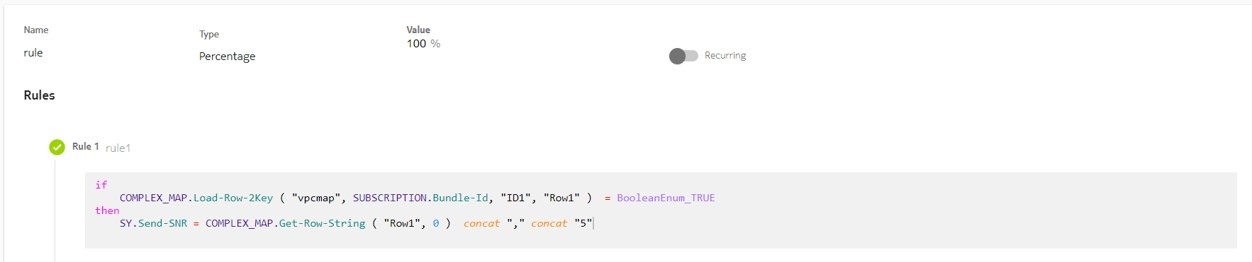 Name
Type
Value
rule
Percentage
100 %
Recurring
Rules
Rule 1 rule1
if
COMPLEX_MAP.Load-Row-2Key ( "vpcmap", SUBSCRIPTION.Bundle-Id, "ID1", "Row1" ) = BooleanEnum_TRUE
then
SY.Send-SNR = COMPLEX_MAP.Get-Row-String ( "Row1", 0 ) concat "," concat "5"